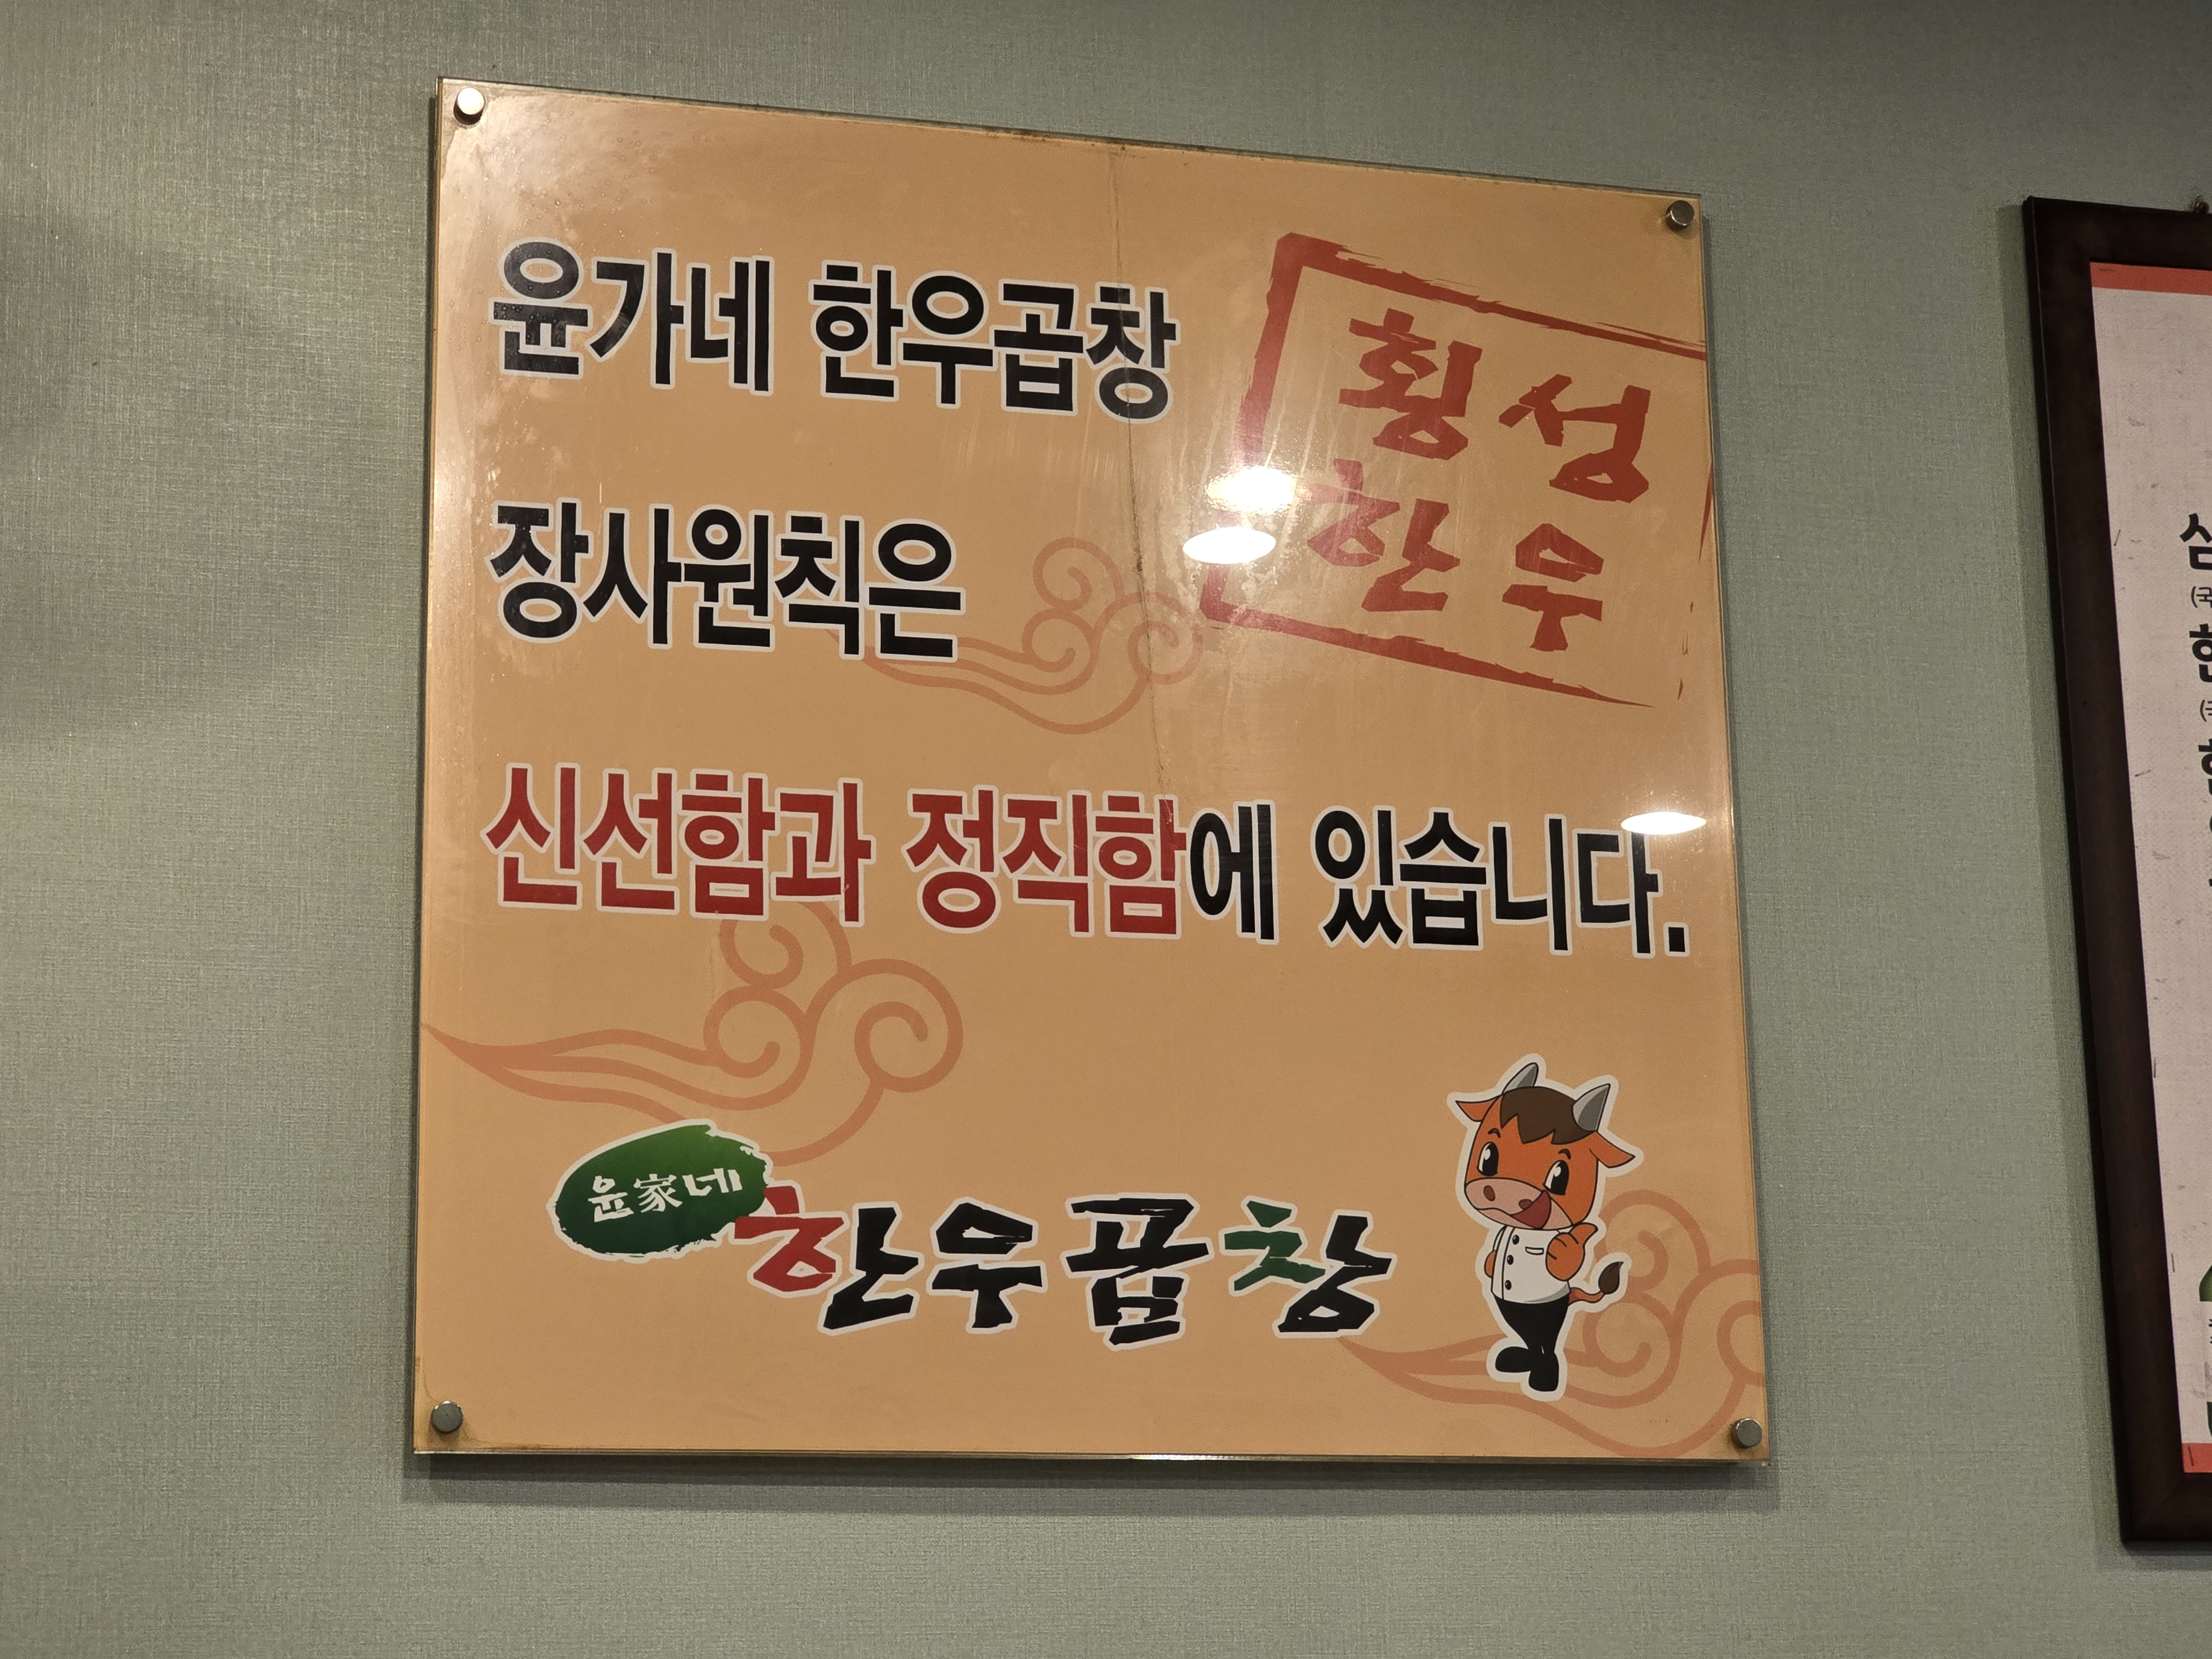 윤가네 한우곱창
횡성
한우
장사원칙은
신선함과 정직함에 있습니다.
윤家네
한우곱창